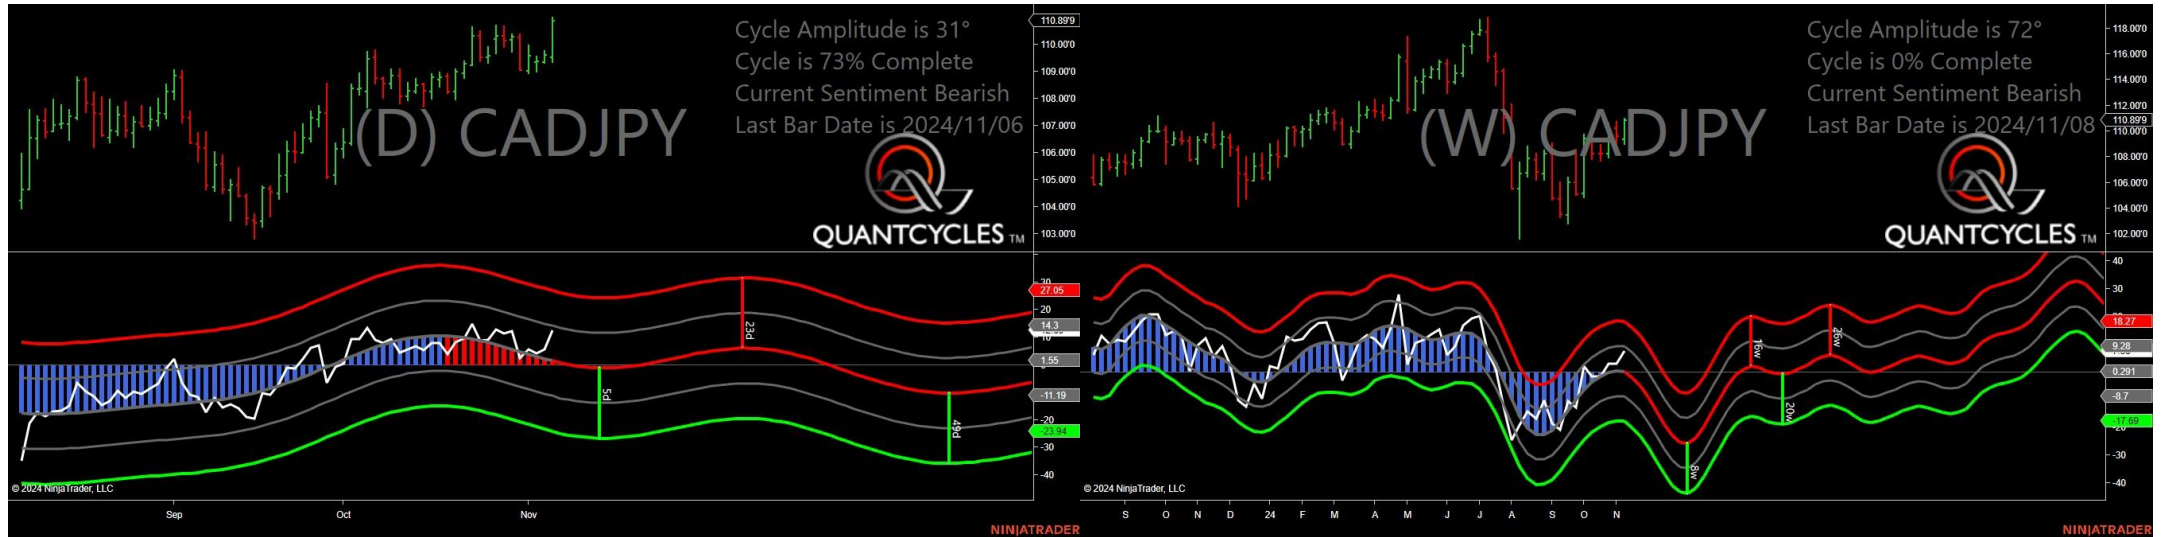 Cycle Amplitude is 31°
Cycle is 73% Complete
Current Sentiment Bearish
Last Bar Date is 2024/11/06
(D) CADJPY
QUANTCYCLES TM
110.89'9
110.00'0
109.00'0
108.00'0
107.00'0
106.00'0
105.00'0
104.00'0
103.00'0
30
27.05
20
14.3
10
1.55
0
-11.19
-20
-23.94
-30
-40
5d
23d
49d
© 2024 NinjaTrader, LLC
Sep
Oct
Nov
NINJATRADER
Cycle Amplitude is 72°
Cycle is 0% Complete
Current Sentiment Bearish
Last Bar Date is 2024/11/08
(W) CADJPY
QUANTCYCLES TM
118.00'0
116.00'0
114.00'0
112.00'0
110.89'9
110.00'0
108.00'0
106.00'0
104.00'0
102.00'0
40
30
18.27
9.28
0.291
-8.7
-17.69
-20
-30
-40
8w
16w
20w
26w
© 2024 NinjaTrader, LLC
S O N D 24 F M A M J J A S O N
NINJATRADER